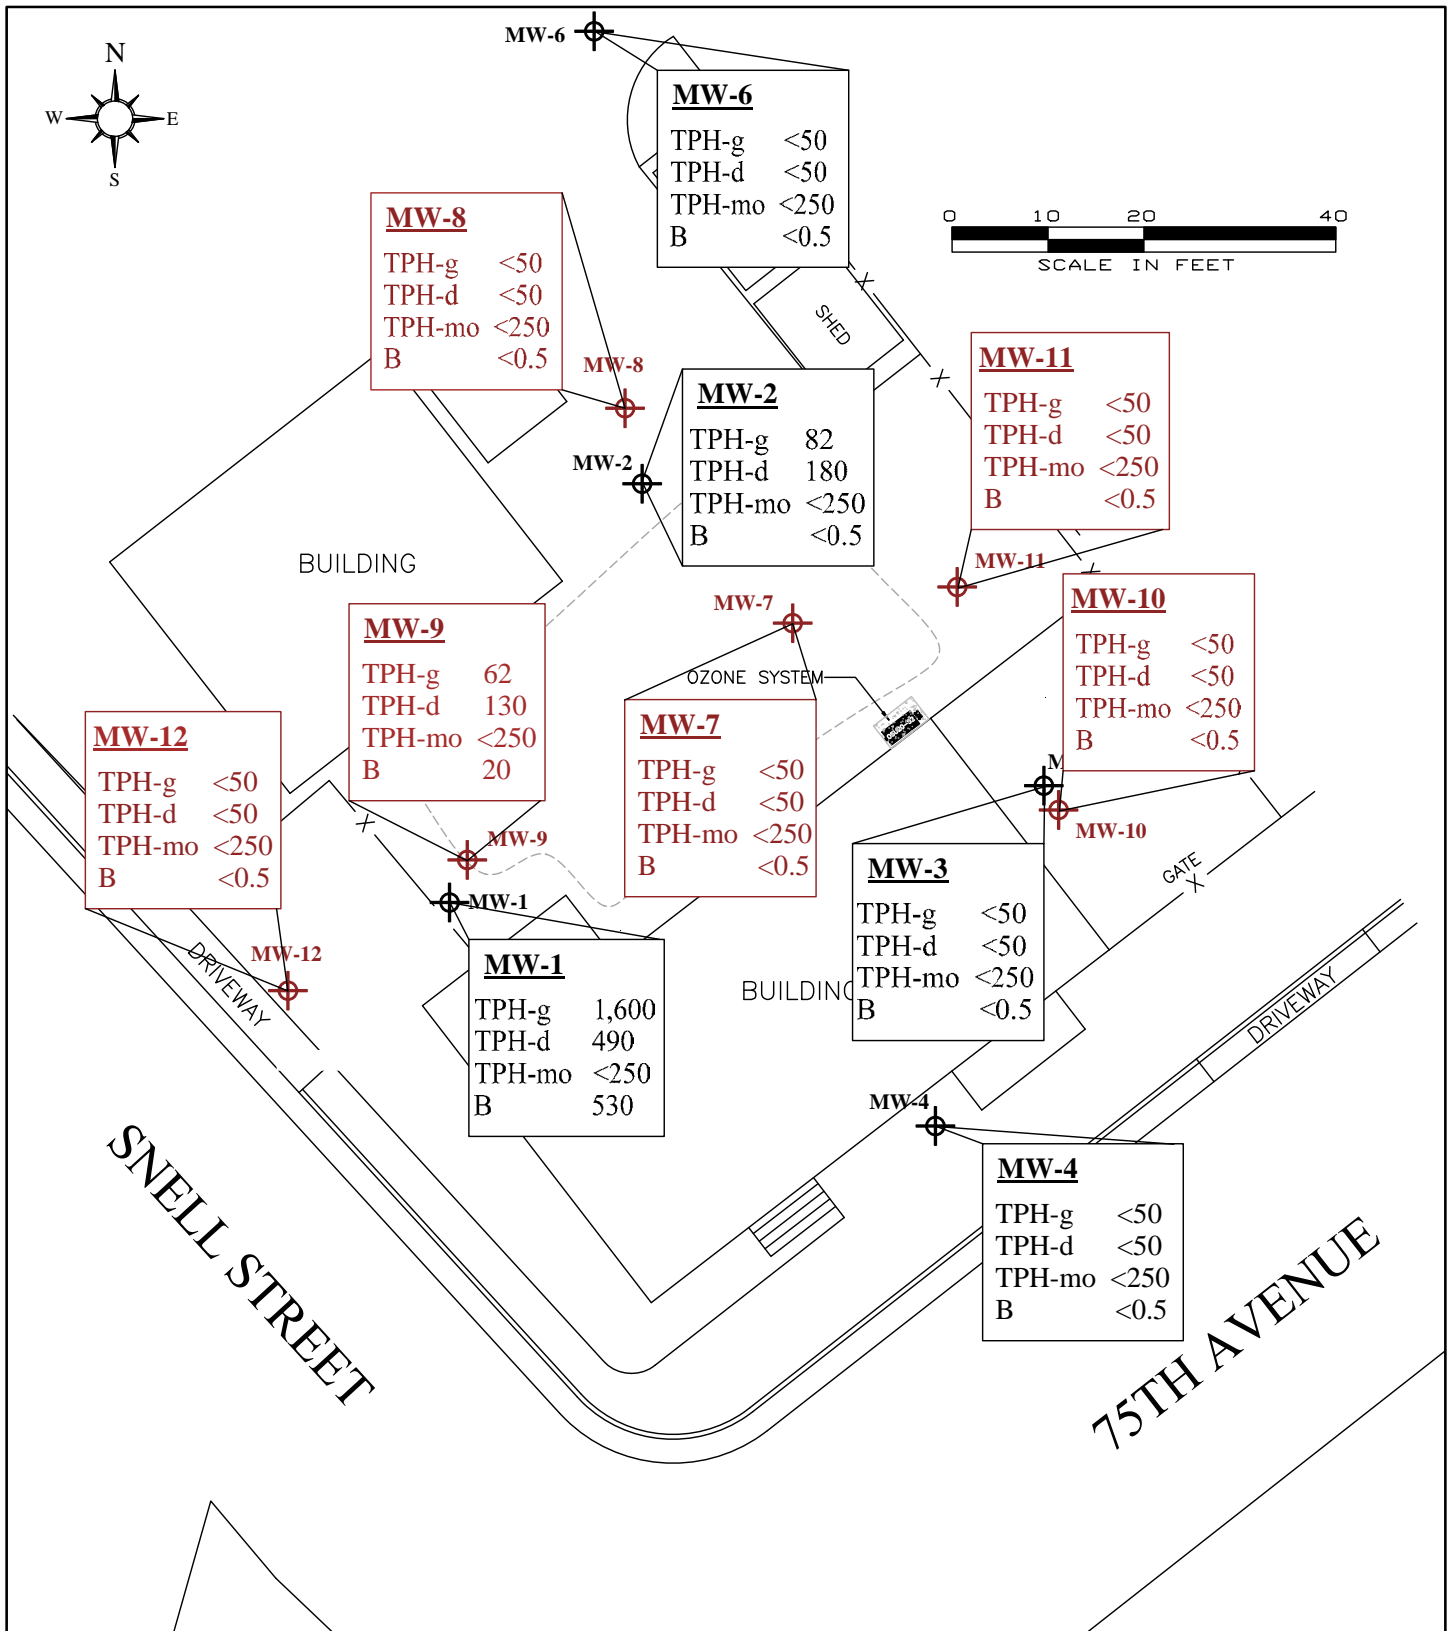 N
W E
S
MW-6
MW-6
TPH-g <50
TPH-d <50
TPH-mo <250
B <0.5
0 10 20 40
SCALE IN FEET
MW-8
TPH-g <50
TPH-d <50
TPH-mo <250
B <0.5
MW-8
X
SHED
X
MW-2
TPH-g 82
TPH-d 180
TPH-mo <250
B <0.5
MW-2
MW-11
TPH-g <50
TPH-d <50
TPH-mo <250
B <0.5
MW-11
X
BUILDING
MW-10
TPH-g <50
TPH-d <50
TPH-mo <250
B <0.5
MW-10
MW-9
TPH-g 62
TPH-d 130
TPH-mo <250
B 20
MW-9
MW-7
OZONE SYSTEM
MW-7
TPH-g <50
TPH-d <50
TPH-mo <250
B <0.5
MW-12
TPH-g <50
TPH-d <50
TPH-mo <250
B <0.5
MW-12
X
M
MW-3
TPH-g <50
TPH-d <50
TPH-mo <250
B <0.5
GATE
X
MW-1
MW-1
TPH-g 1,600
TPH-d 490
TPH-mo <250
B 530
BUILDING
DRIVEWAY
DRIVEWAY
MW-4
MW-4
TPH-g <50
TPH-d <50
TPH-mo <250
B <0.5
SNELL STREET
75TH AVENUE